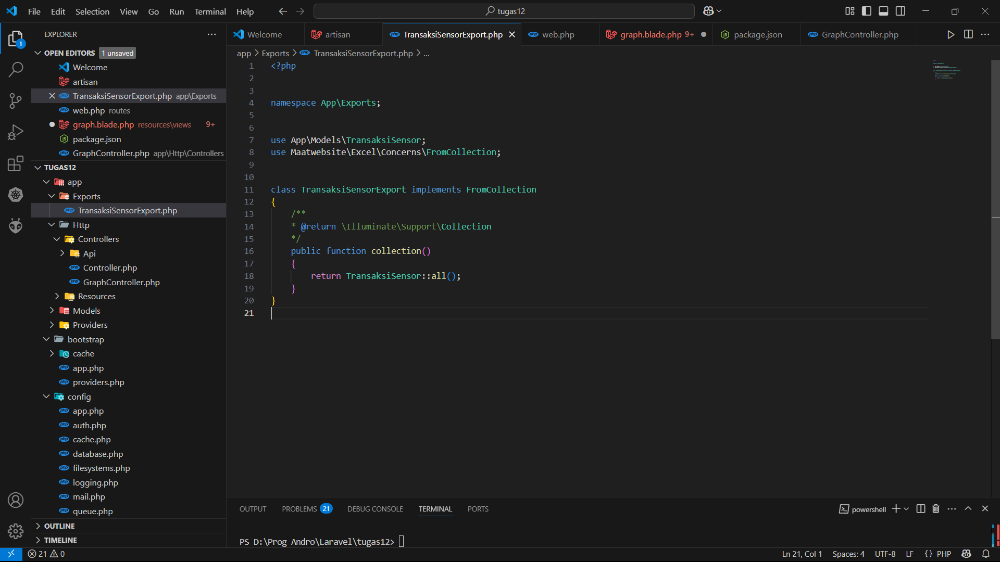 File Edit Selection View Go Run Terminal Help
tugas12
EXPLORER
OPEN EDITORS 1 unsaved
Welcome
artisan
TransaksiSensorExport.php app\Exports
web.php routes
graph.blade.php resources\views 9+
package.json
GraphController.php app\Http\Controllers
TUGAS12
app
Exports
TransaksiSensorExport.php
Http
Controllers
Api
Controller.php
GraphController.php
Resources
Models
Providers
bootstrap
cache
app.php
providers.php
config
app.php
auth.php
cache.php
database.php
filesystems.php
logging.php
mail.php
queue.php
OUTLINE
TIMELINE
Welcome artisan TransaksiSensorExport.php web.php graph.blade.php 9+ package.json GraphController.php
app > Exports > TransaksiSensorExport.php > ...
1 <?php
2
3
4 namespace App\Exports;
5
6
7 use App\Models\TransaksiSensor;
8 use Maatwebsite\Excel\Concerns\FromCollection;
9
10
11 class TransaksiSensorExport implements FromCollection
12 {
13 /**
14 * @return \Illuminate\Support\Collection
15 */
16 public function collection()
17 {
18 return TransaksiSensor::all();
19 }
20 }
21
OUTPUT PROBLEMS 21 DEBUG CONSOLE TERMINAL PORTS
powershell
PS D:\Prog Andro\Laravel\tugas12>
21 0
Ln 21, Col 1 Spaces: 4 UTF-8 LF {} PHP